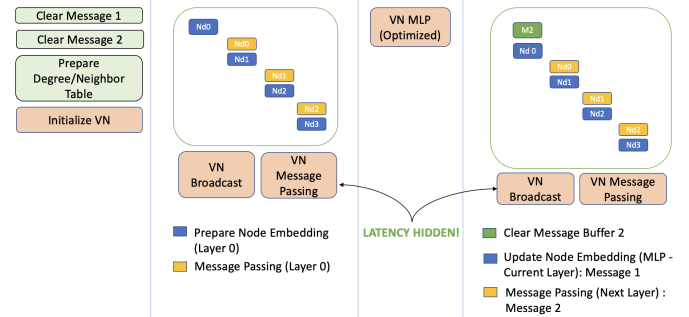 Clear Message 1
Clear Message 2
Prepare
Degree/Neighbor
Table
Initialize VN
Nd0
Nd0
Nd1
Nd1
Nd2
Nd2
Nd3
VN
Broadcast
VN
Message
Passing
Prepare Node Embedding
(Layer 0)
Message Passing (Layer 0)
VN MLP
(Optimized)
LATENCY HIDDEN!
M2
Nd 0
Nd0
Nd1
Nd1
Nd2
Nd2
Nd3
VN
Broadcast
VN Message
Passing
Clear Message Buffer 2
Update Node Embedding (MLP -
Current Layer): Message 1
Message Passing (Next Layer) :
Message 2